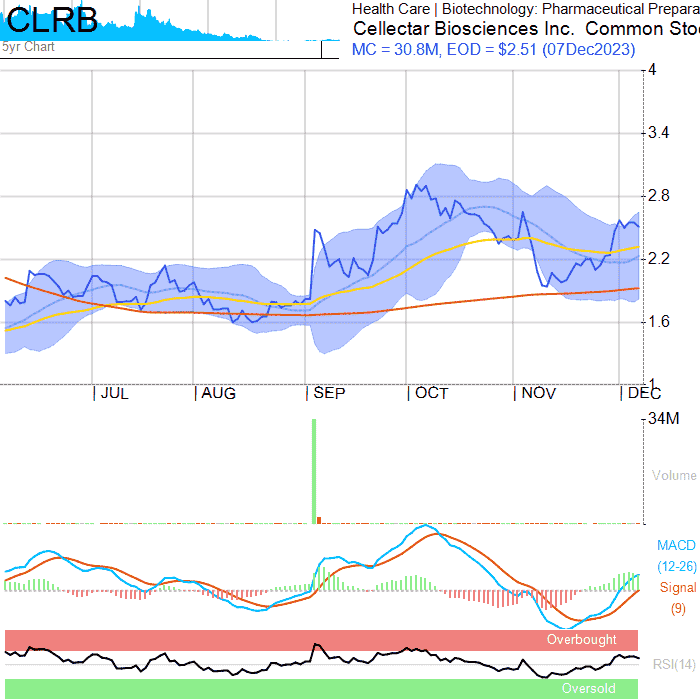 CLRB
5yr Chart
Health Care | Biotechnology: Pharmaceutical Prepara
Cellectar Biosciences Inc. Common Sto
MC = 30.8M, EOD = $2.51 (07Dec2023)
4
3.4
2.8
2.2
1.6
1
JUL AUG SEP OCT NOV DEC
34M
Volume
MACD
(12-26)
Signal
(9)
Overbought
RSI(14)
Oversold